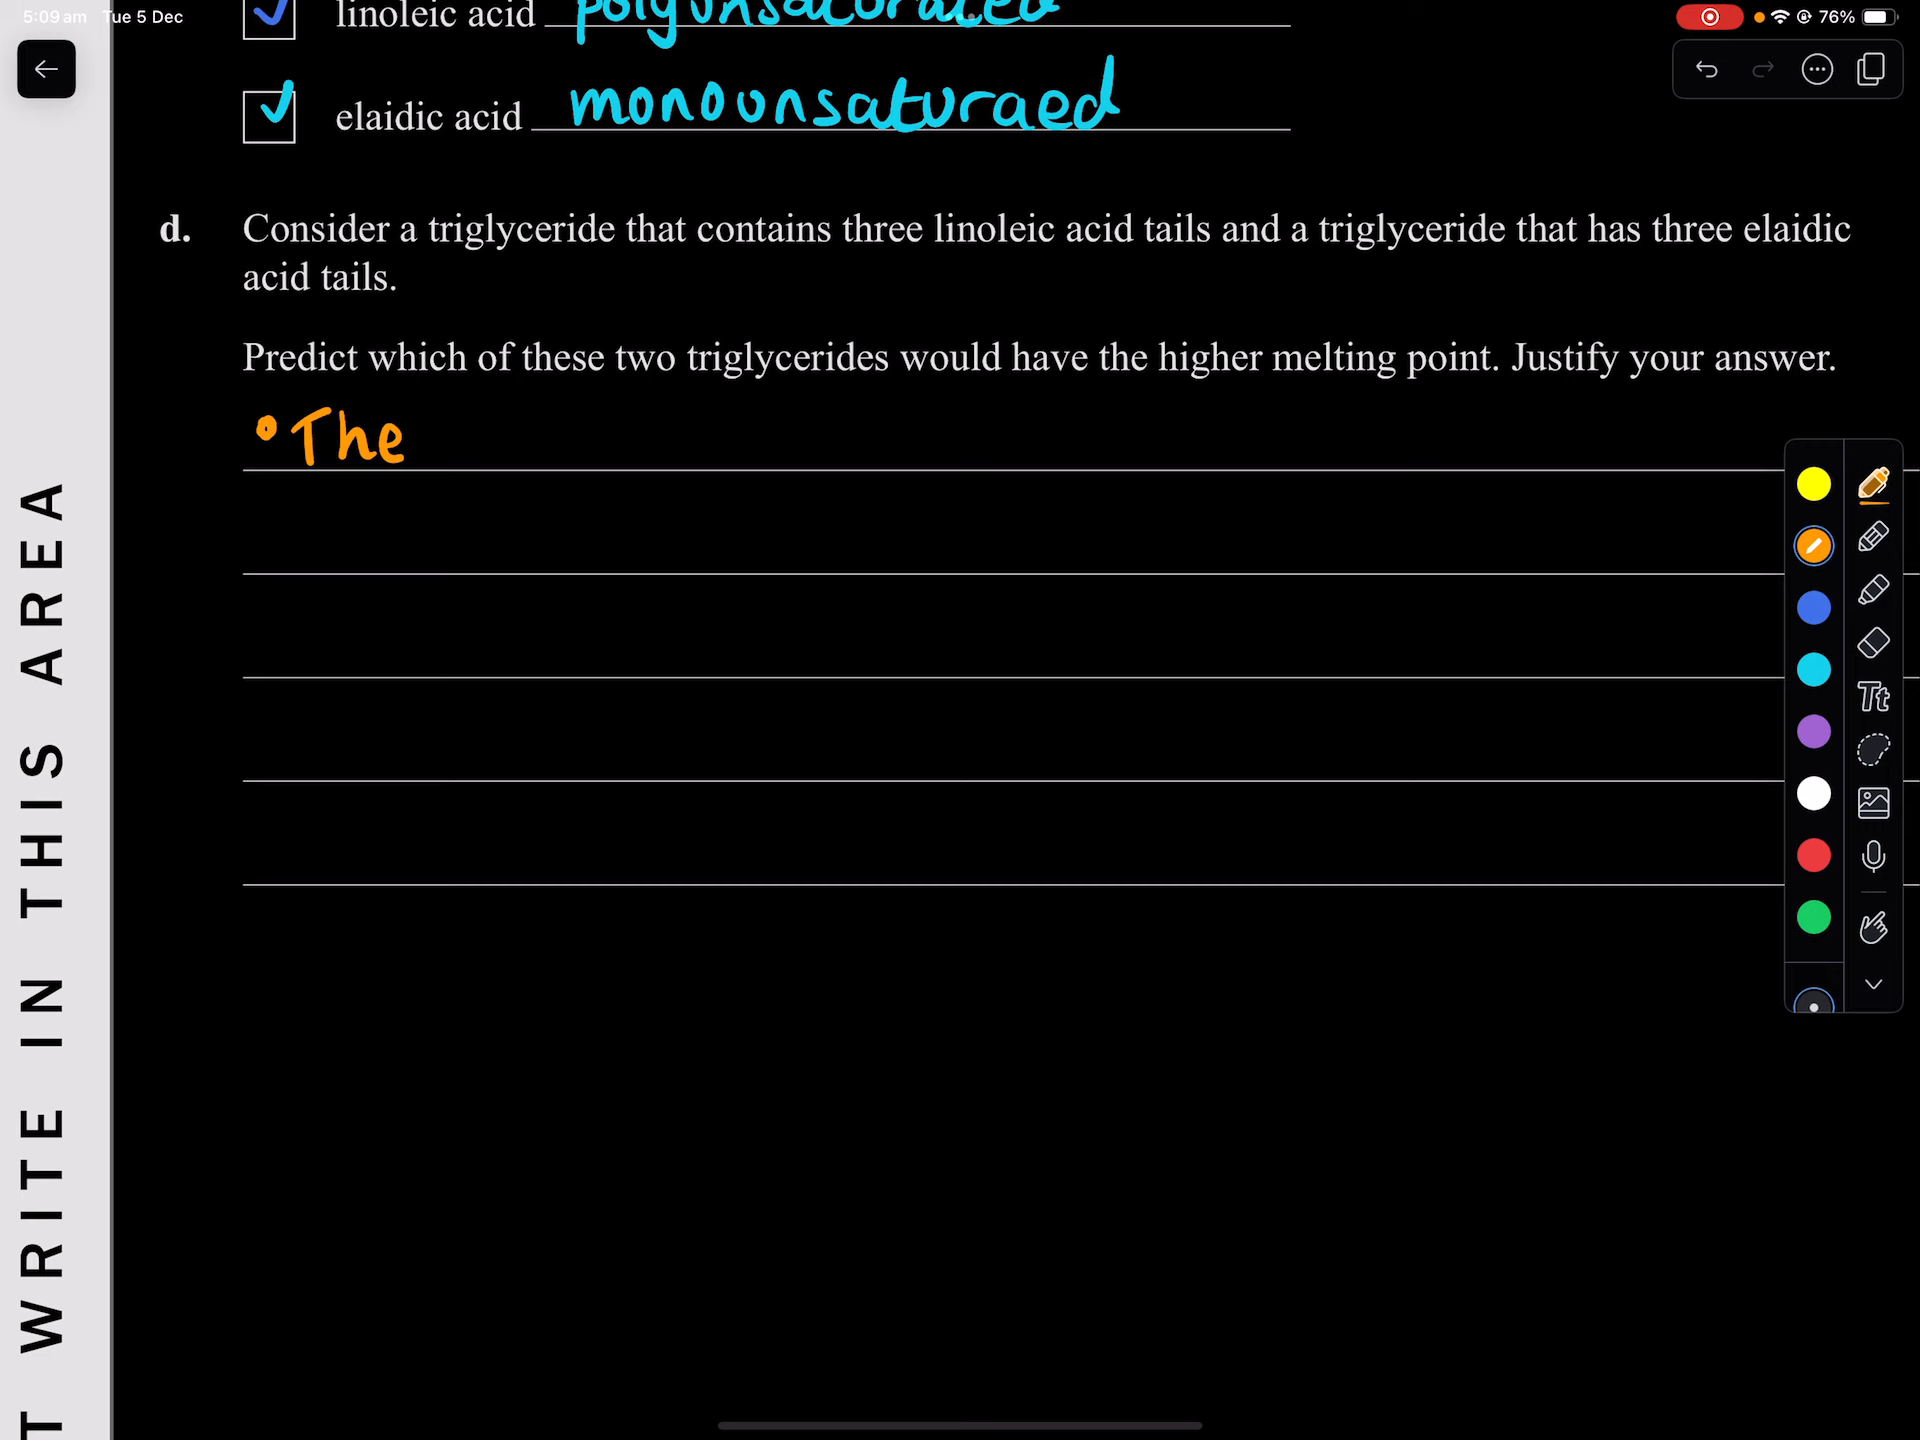 5:09 am Tue 5 Dec
76%
linoleic acid polyunsaturated
elaidic acid monounsaturaed
d. Consider a triglyceride that contains three linoleic acid tails and a triglyceride that has three elaidic
acid tails.
Predict which of these two triglycerides would have the higher melting point. Justify your answer.
• The
T WRITE IN THIS AREA
Tt